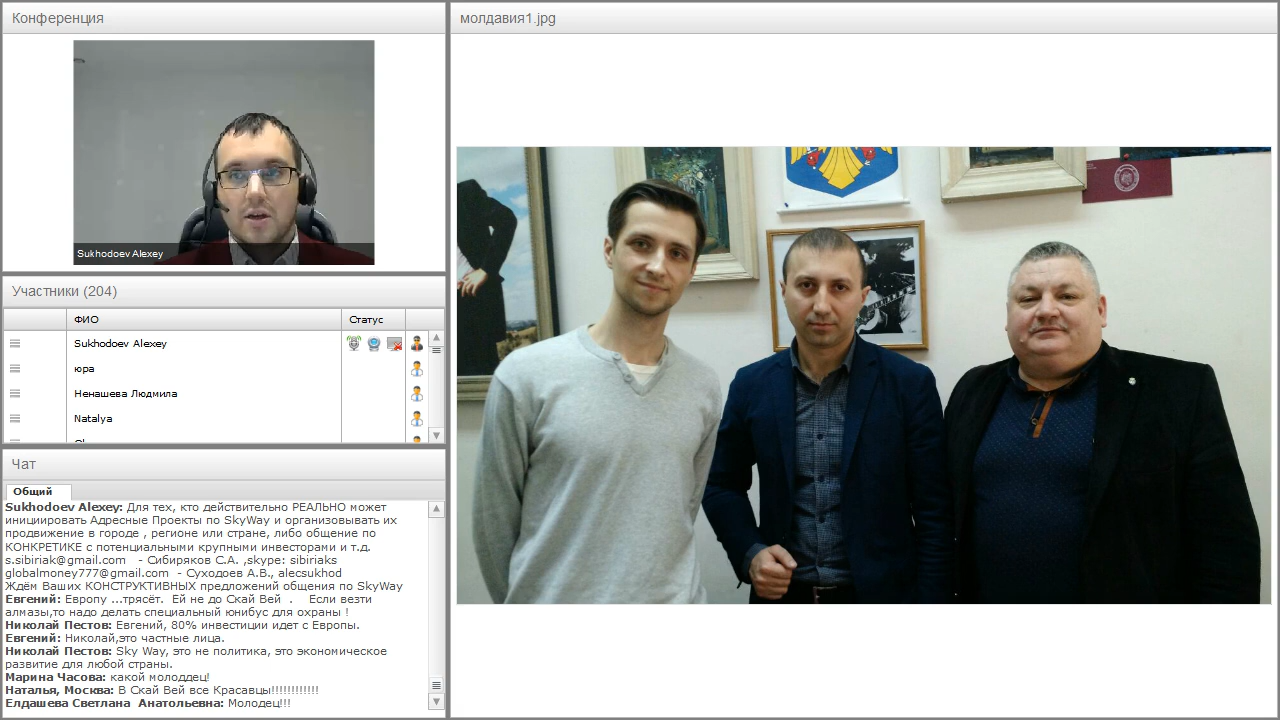 Конференция
Sukhodoev Alexey
Участники (204)
ФИО
Статус
Sukhodoev Alexey
юра
Ненашева Людмила
Natalya
Чат
Общий
Sukhodoev Alexey: Для тех, кто действительно РЕАЛЬНО может
инициировать Адресные Проекты по SkyWay и организовывать их
продвижение в городе , регионе или стране, либо общение по
КОНКРЕТИКЕ с потенциальными крупными инвесторами и т.д.
s.sibiriak@gmail.com - Сибиряков С.А. ,skype: sibiriaks
globalmoney777@gmail.com - Суходоев А.В., alecsukhod
Ждём Ваших КОНСТРУКТИВНЫХ предложений общения по SkyWay
Евгений: Европу трясёт. Ей не до Скай Вей - Если везти
алмазы,то надо делать специальный юнибус для охраны !
Николай Пестов: Евгений, 80% инвестиции идет с Европы.
Евгений: Николай,это частные лица.
Николай Пестов: Sky Way, это не политика, это экономическое
развитие для любой страны.
Марина Часова: какой молоддец!
Наталья, Москва: В Скай Вей все Красавцы!!!!!!!!!!!!
Елдашева Светлана Анатольевна: Молодец!!!
молдавия1.jpg